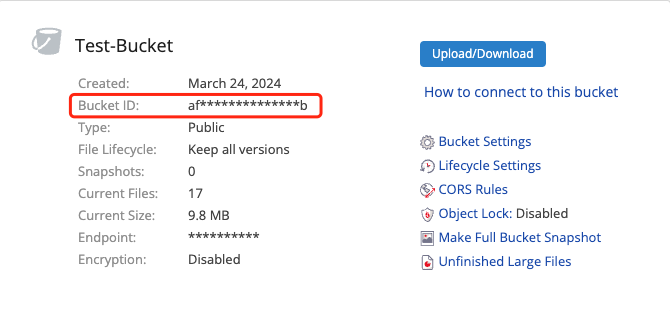 Test-Bucket
Created: March 24, 2024
Bucket ID: af**************b
Type: Public
File Lifecycle: Keep all versions
Snapshots: 0
Current Files: 17
Current Size: 9.8 MB
Endpoint: **********
Encryption: Disabled
Upload/Download
How to connect to this bucket
Bucket Settings
Lifecycle Settings
CORS Rules
Object Lock: Disabled
Make Full Bucket Snapshot
Unfinished Large Files